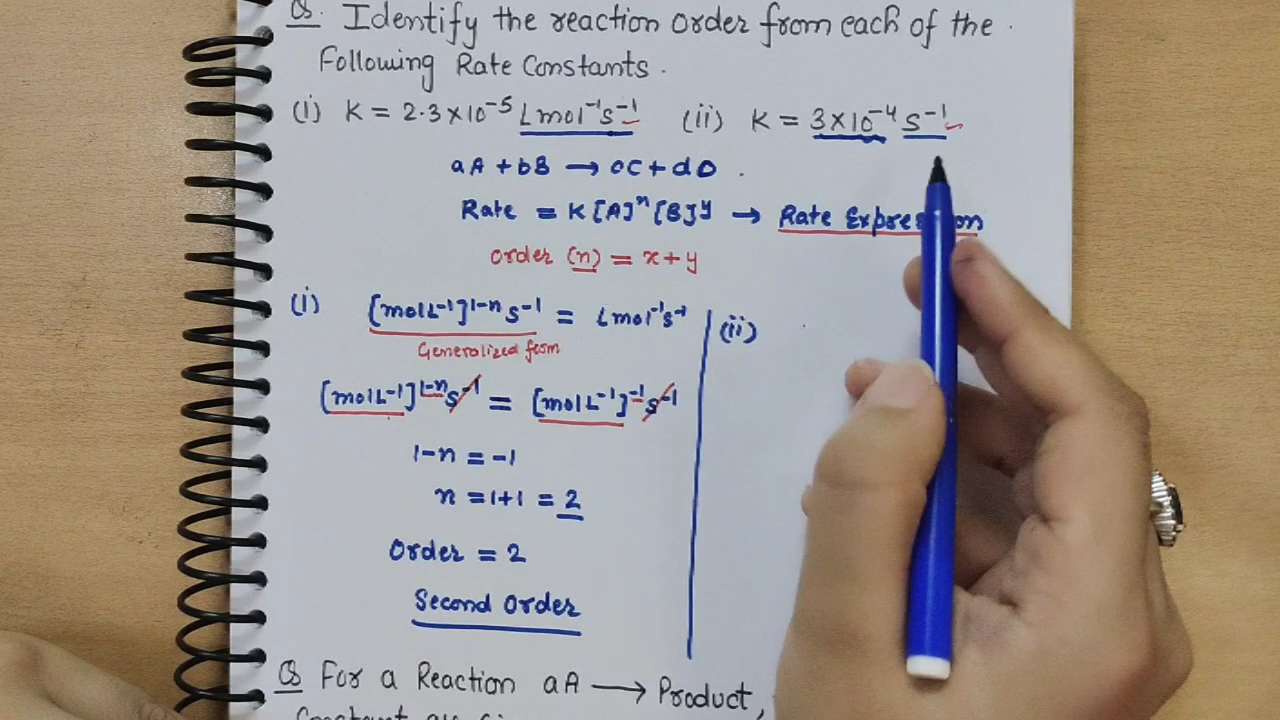 Q. Identify the reaction order from each of the
Following Rate Constants.
(i) K = 2.3×10⁻⁵ L mol⁻¹ s⁻¹ (ii) K = 3×10⁻⁴ s⁻¹
aA + bB → cC + dD .
Rate = K[A]ⁿ [B]ʸ → Rate Expression
Order (n) = x + y
(i) [mol L⁻¹]¹⁻ⁿ s⁻¹ = L mol⁻¹ s⁻¹
Generalized form
(ii)
[mol L⁻¹]¹⁻ⁿ s⁻¹ = [mol L⁻¹]⁻¹ s⁻¹
1-n = -1
n = 1+1 = 2
Order = 2
Second Order
Q For a Reaction aA → Product,